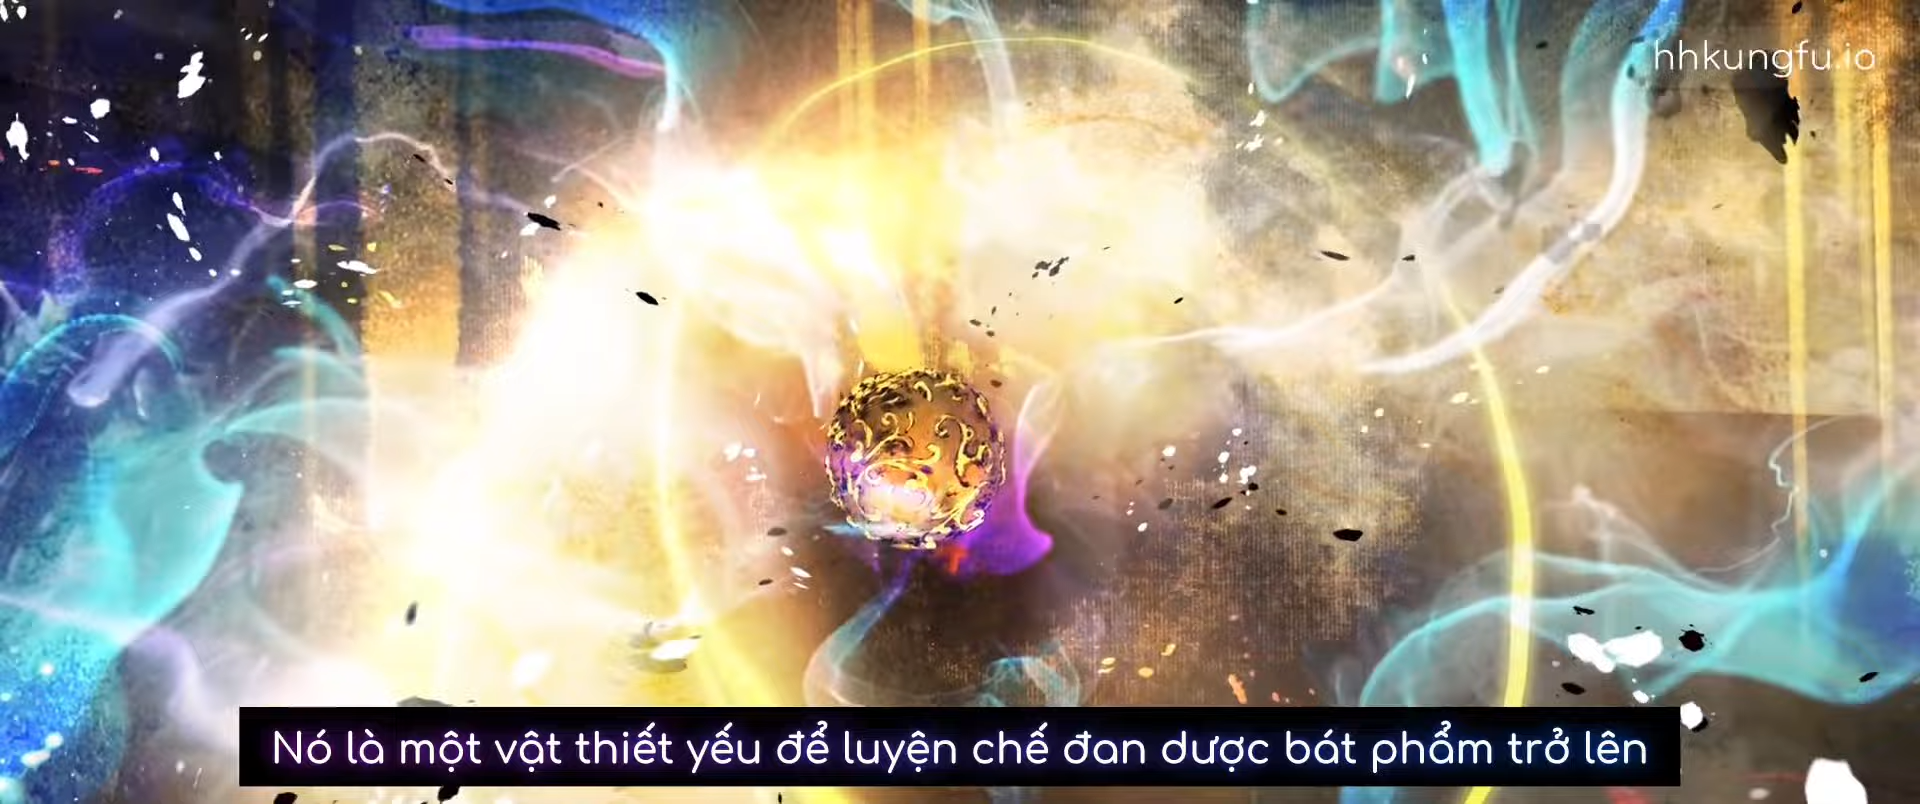 hhkungfu.io
Nó là một vật thiết yếu để luyện chế đan dược bát phẩm trở lên